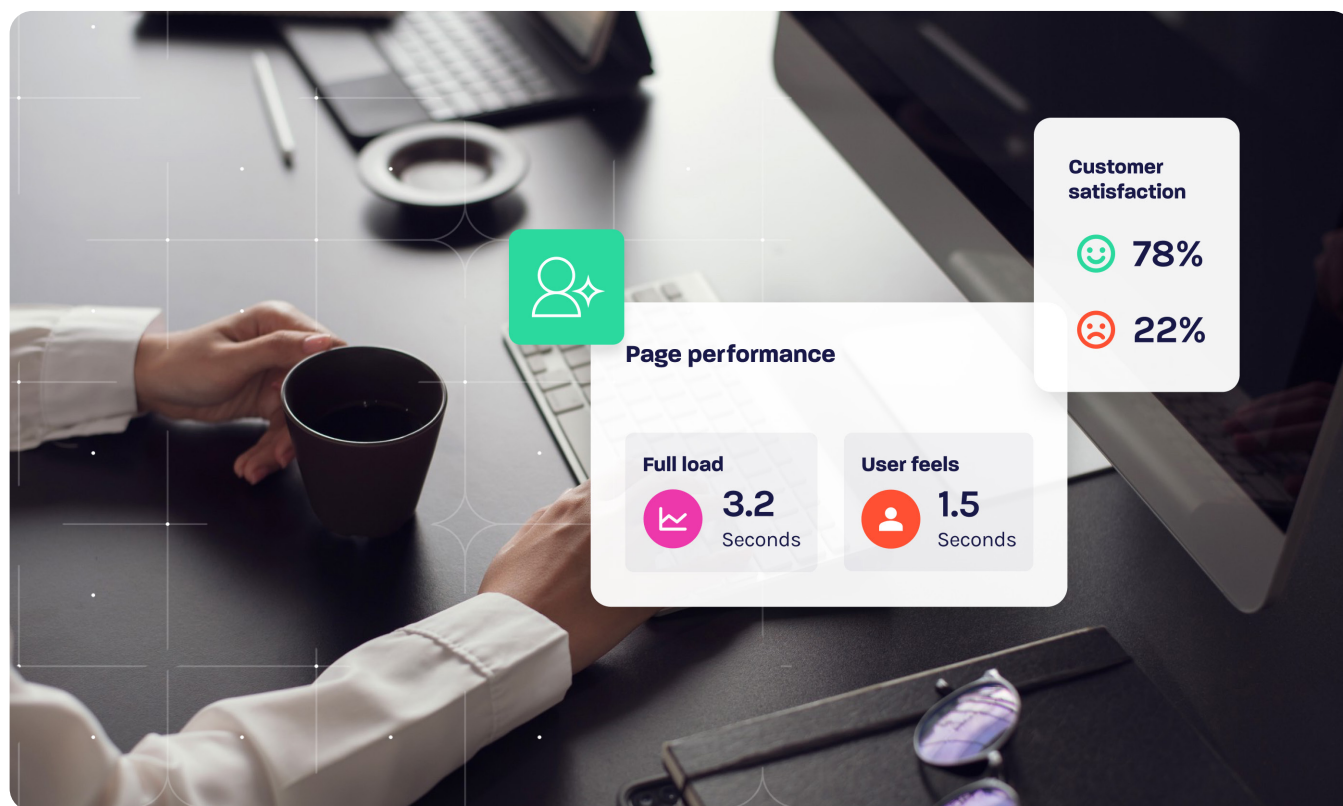 Customer
satisfaction
78%
22%
Page performance
Full load
3.2
Seconds
User feels
1.5
Seconds